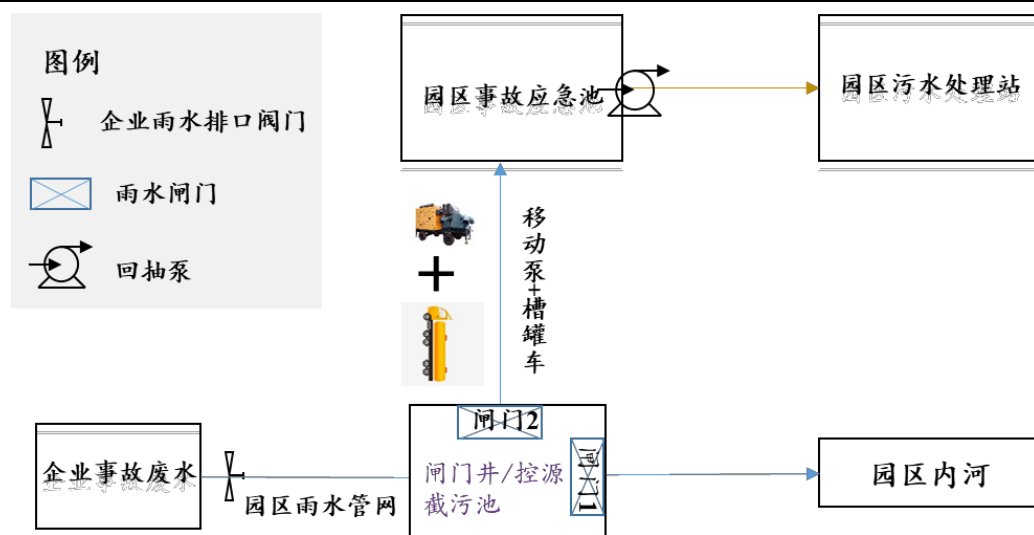 图例
企业雨水排口阀门
雨水闸门
回抽泵
园区事故应急池
园区污水处理站
移动泵+槽罐车
企业事故废水
园区雨水管网
闸门2
闸门井/控源
截污池
闸门1
园区内河